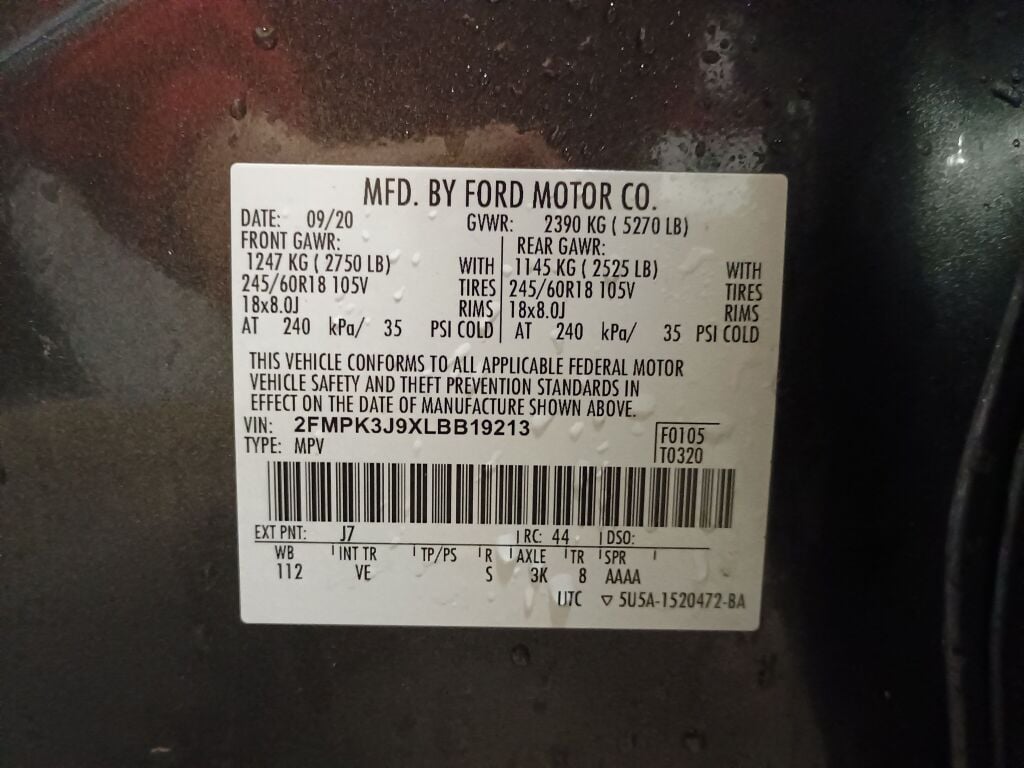 MFD. BY FORD MOTOR CO.
DATE: 09/20 GVWR: 2390 KG ( 5270 LB)
FRONT GAWR: REAR GAWR:
1247 KG ( 2750 LB) WITH 1145 KG ( 2525 LB) WITH
245/60R18 105V TIRES 245/60R18 105V TIRES
18x8.0J RIMS 18x8.0J RIMS
AT 240 kPa/ 35 PSI COLD AT 240 kPa/ 35 PSI COLD
THIS VEHICLE CONFORMS TO ALL APPLICABLE FEDERAL MOTOR
VEHICLE SAFETY AND THEFT PREVENTION STANDARDS IN
EFFECT ON THE DATE OF MANUFACTURE SHOWN ABOVE.
VIN: 2FMPK3J9XLBB19213
TYPE: MPV
F0105
T0320
EXT PNT: J7 RC: 44 DSO:
WB INT TR TP/PS R AXLE TR SPR
112 VE S 3K 8 AAAA
UTC ▽ 5U5A-1520472-BA